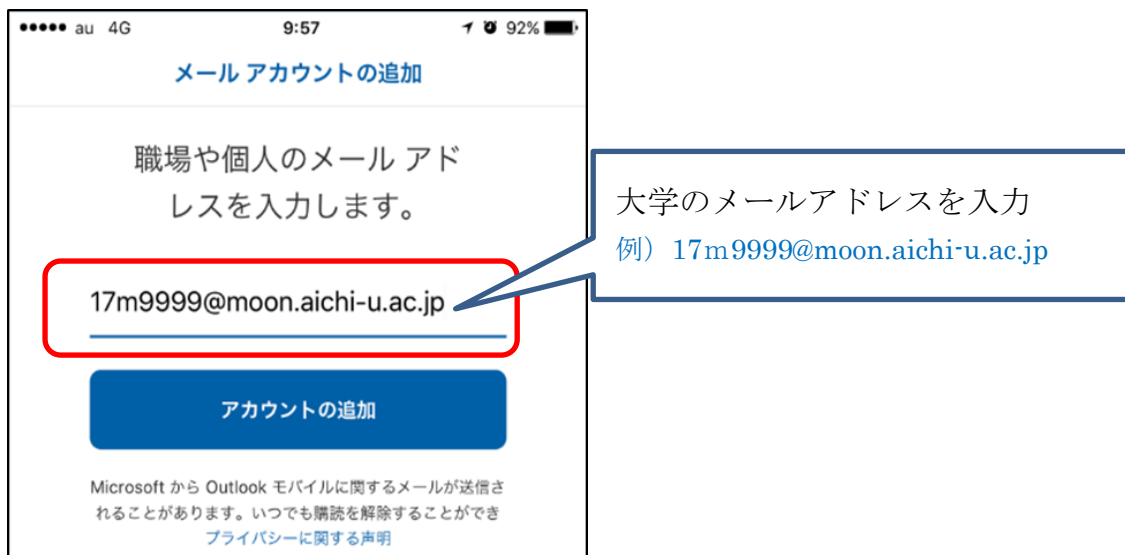 au 4G 9:57 92%
メール アカウントの追加
職場や個人のメール アド
レスを入力します。
大学のメールアドレスを入力
例）17ｍ9999@moon.aichi-u.ac.jp
17m9999@moon.aichi-u.ac.jp
アカウントの追加
Microsoft から Outlook モバイルに関するメールが送信さ
れることがあります。いつでも購読を解除することができ
プライバシーに関する声明